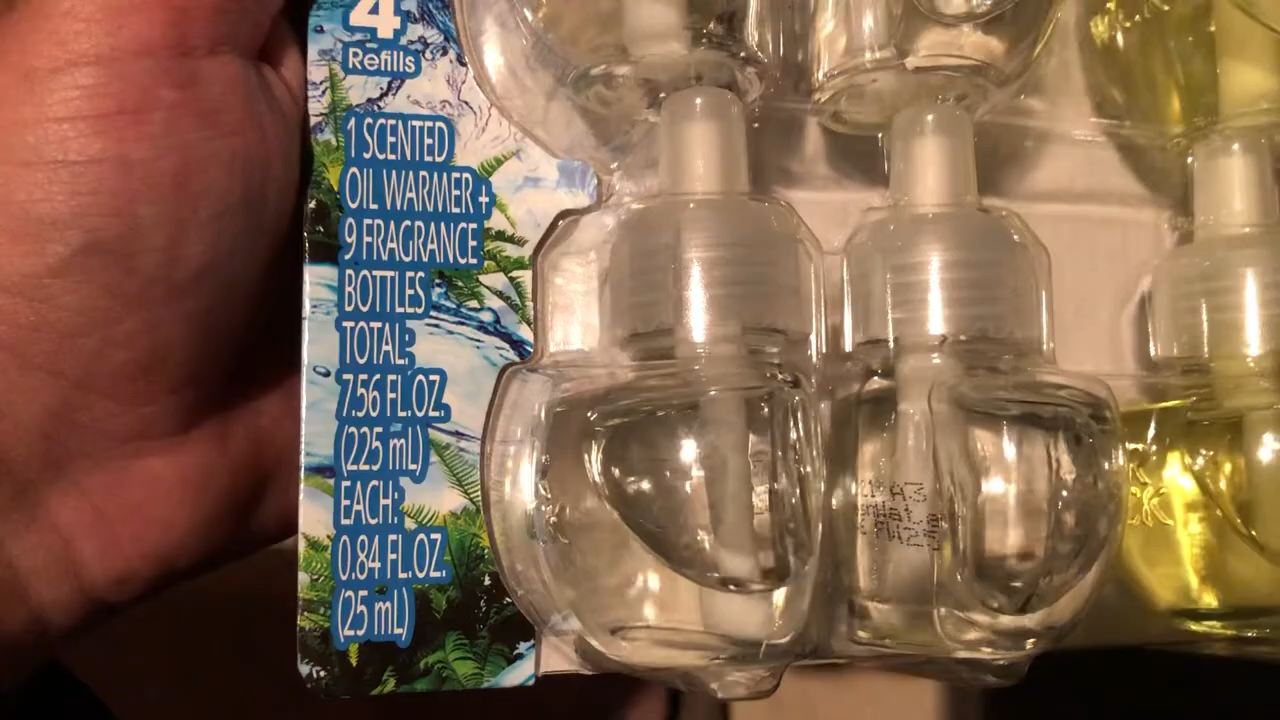 4
Refills
1 SCENTED
OIL WARMER +
9 FRAGRANCE
BOTTLES
TOTAL:
7.56 FL.OZ.
(225 mL)
EACH:
0.84 FL.OZ.
(25 mL)
A3